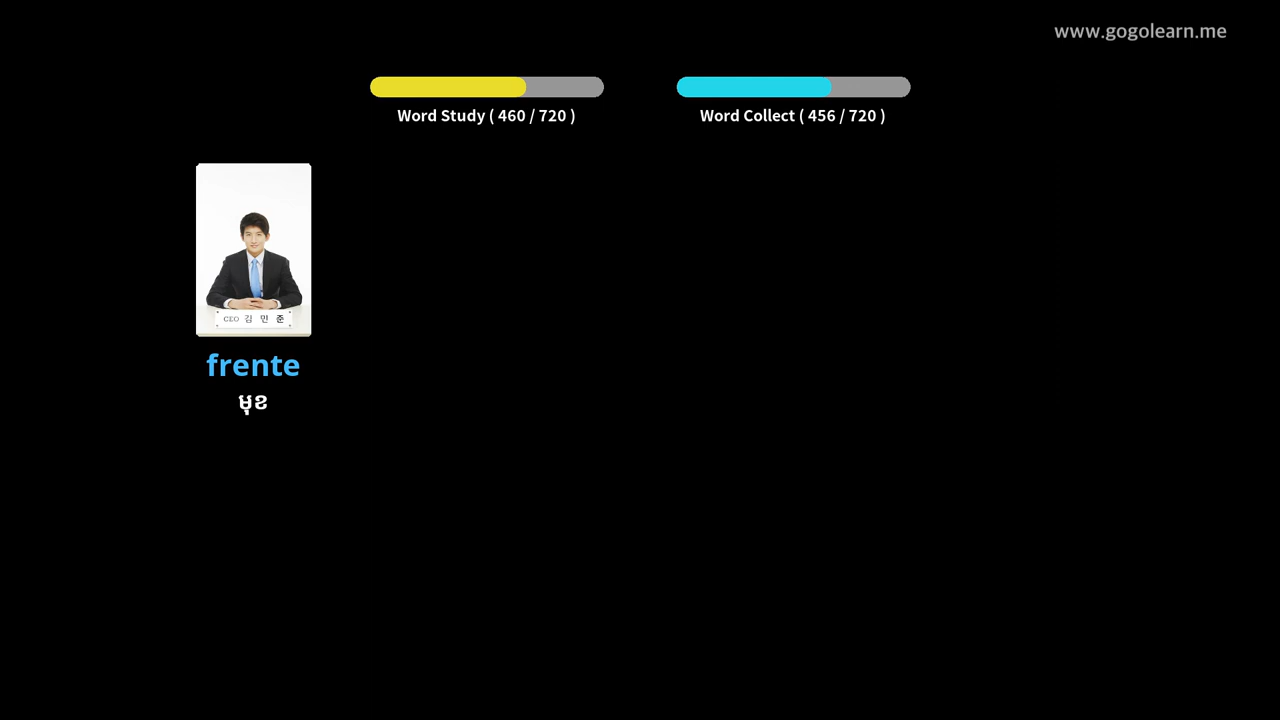 www.gogolearn.me
Word Study ( 460 / 720 )
Word Collect ( 456 / 720 )
CEO 김 민 준
frente
មុខ